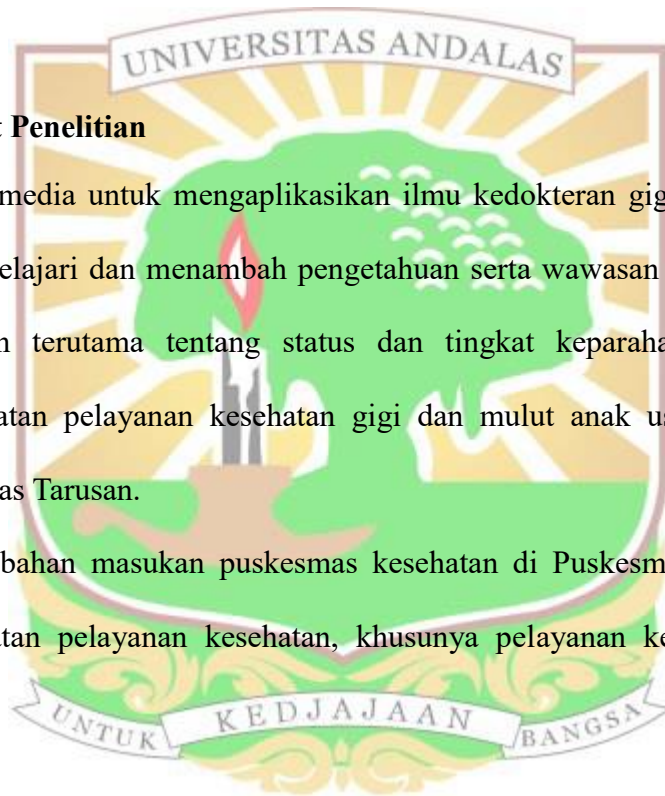 UNIVERSITAS ANDALAS
t Penelitian
media untuk mengaplikasikan ilmu kedokteran gig
elajari dan menambah pengetahuan serta wawasan
n terutama tentang status dan tingkat keparaha
atan pelayanan kesehatan gigi dan mulut anak us
as Tarusan.
bahan masukan puskesmas kesehatan di Puskesm
atan pelayanan kesehatan, khusunya pelayanan ke
UNTUK KEDJAJAAN BANGSA